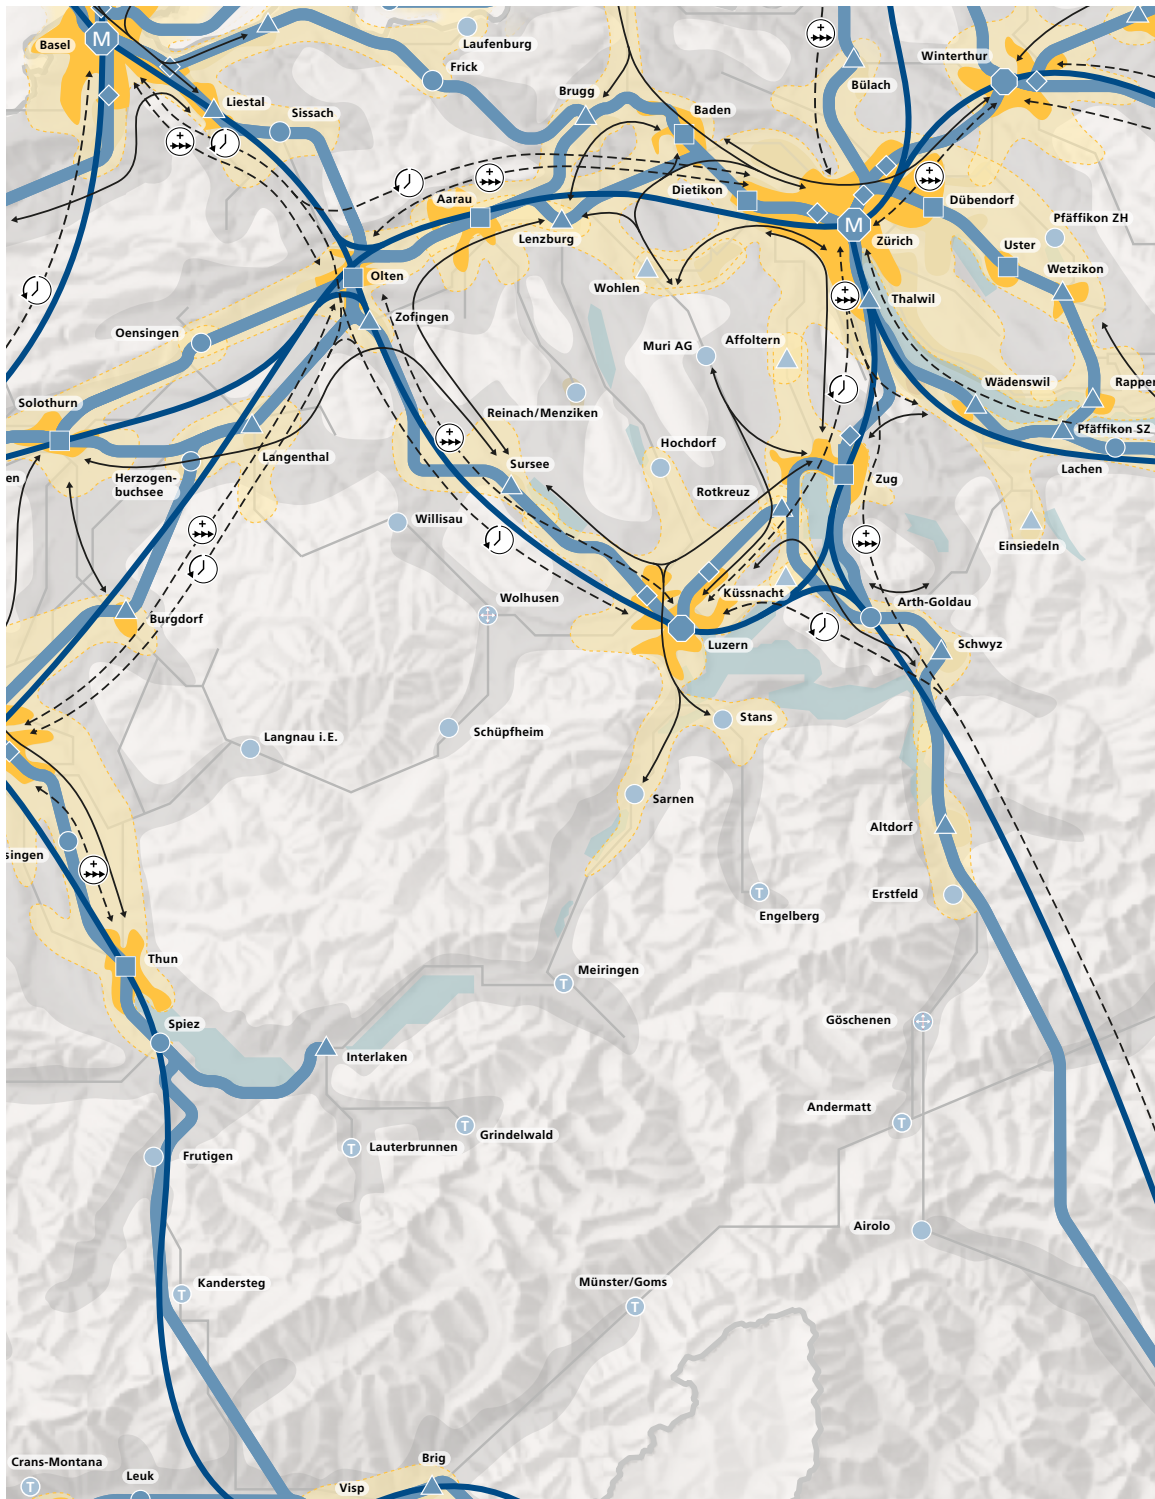 Basel
M
Laufenburg
Frick
Winterthur
Bülach
Liestal
Sissach
Brugg
Baden
Dietikon
Aarau
Lenzburg
Dübendorf
Pfäffikon ZH
M
Zürich
Uster
Wetzikon
Olten
Wohlen
Thalwil
Zofingen
Oensingen
Muri AG
Affoltern
Wädenswil
Rapper
Solothurn
Reinach/Menziken
Pfäffikon SZ
Hochdorf
Lachen
Langenthal
Sursee
en
Herzogen-
buchsee
Rotkreuz
Zug
Willisau
Einsiedeln
Küssnacht
Arth-Goldau
Wolhusen
Burgdorf
Luzern
Schwyz
Stans
Schüpfheim
Langnau i.E.
Sarnen
Altdorf
singen
T
Erstfeld
Engelberg
Thun
Meiringen
T
Spiez
Göschenen
Interlaken
Andermatt
T
T
Grindelwald
T
Lauterbrunnen
Frutigen
Airolo
Kandersteg
T
Münster/Goms
T
Crans-Montana
T
Leuk
Brig
Visp